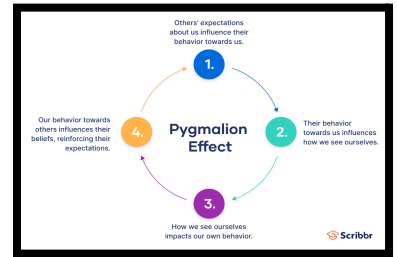 Others' expectations
about us influence their
behavior towards us.
1.
Pygmalion
Effect
2.
Their behavior
towards us influences
how we see ourselves.
3.
How we see ourselves
impacts our own behavior.
4.
Our behavior towards
others influences their
beliefs, reinforcing their
expectations.
Scribbr